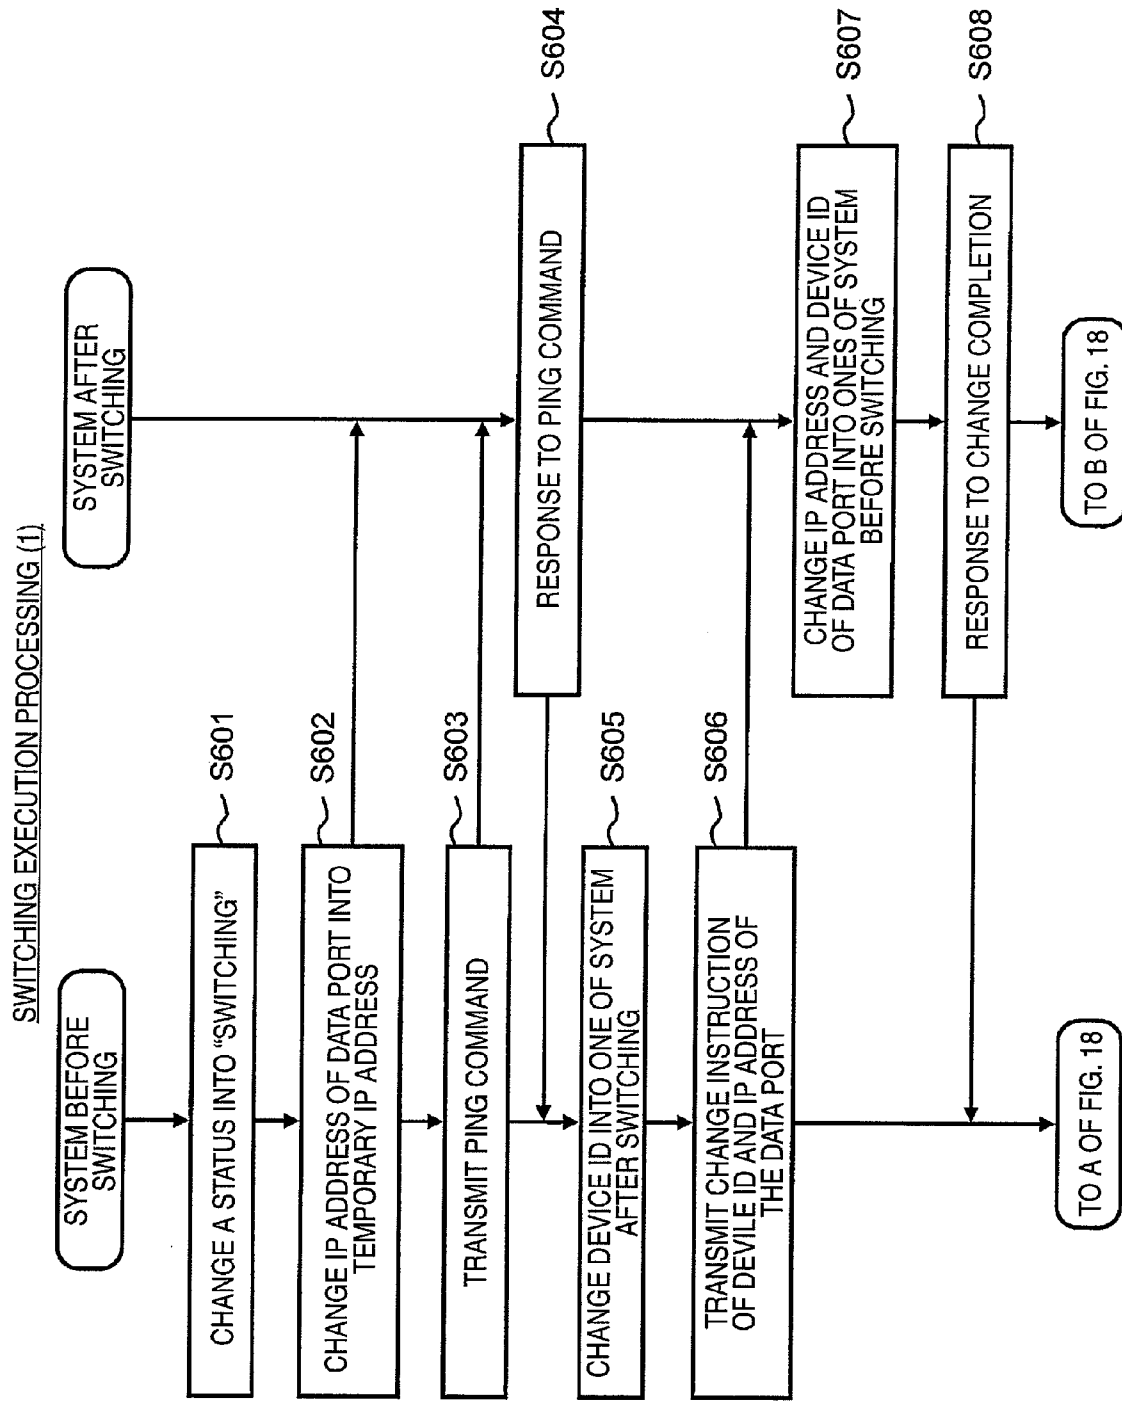 SWITCHING EXECUTION PROCESSING (1)
SYSTEM BEFORE
SWITCHING
SYSTEM AFTER
SWITCHING
CHANGE A STATUS INTO "SWITCHING"
S601
CHANGE IP ADDRESS OF DATA PORT INTO
TEMPORARY IP ADDRESS
S602
TRANSMIT PING COMMAND
S603
RESPONSE TO PING COMMAND
S604
CHANGE DEVICE ID INTO ONE OF SYSTEM
AFTER SWITCHING
S605
TRANSMIT CHANGE INSTRUCTION
OF DEVILE ID AND IP ADDRESS OF
THE DATA PORT
S606
CHANGE IP ADDRESS AND DEVICE ID
OF DATA PORT INTO ONES OF SYSTEM
BEFORE SWITCHING
S607
RESPONSE TO CHANGE COMPLETION
S608
TO A OF FIG. 18
TO B OF FIG. 18